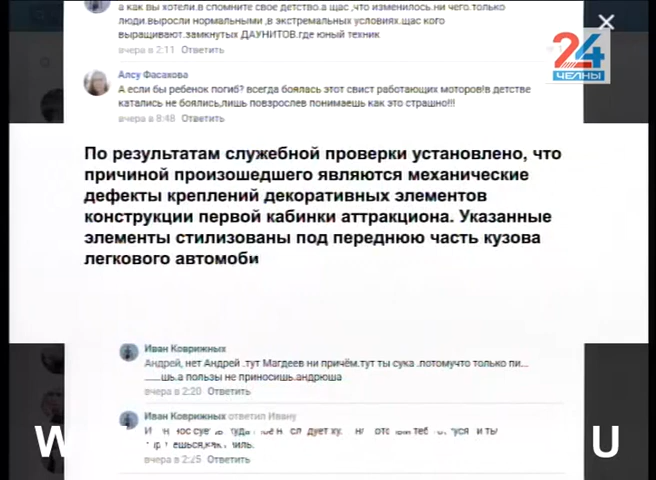 а как вы хотели.в спомните свое детство.а щас ,что изменилось.ни чего.только
люди.выросли нормальными ,в экстремальных условиях.щас кого
выращивают.замкнутых ДАУНИТОВ.где юный техник
вчера в 2:11 Ответить
24
ЧЕЛНЫ
Алсу Фасахова
А если бы ребенок погиб? всегда боялась этот свист работающих моторов!в детстве
катались не боялись,лишь повзрослев понимаешь как это страшно!!!
вчера в 8:48 Ответить
По результатам служебной проверки установлено, что
причиной произошедшего являются механические
дефекты креплений декоративных элементов
конструкции первой кабинки аттракциона. Указанные
элементы стилизованы под переднюю часть кузова
легкового автомоби
Иван Коврижных
Андрей, нет Андрей .тут Магдеев ни причём.тут ты сука .потомучто только пи...
шь.а пользы не приносишь.андрюша
вчера в 2:20 Ответить
Иван Коврижных ответил Ивану
вчера в 2:25 Ответить
W U